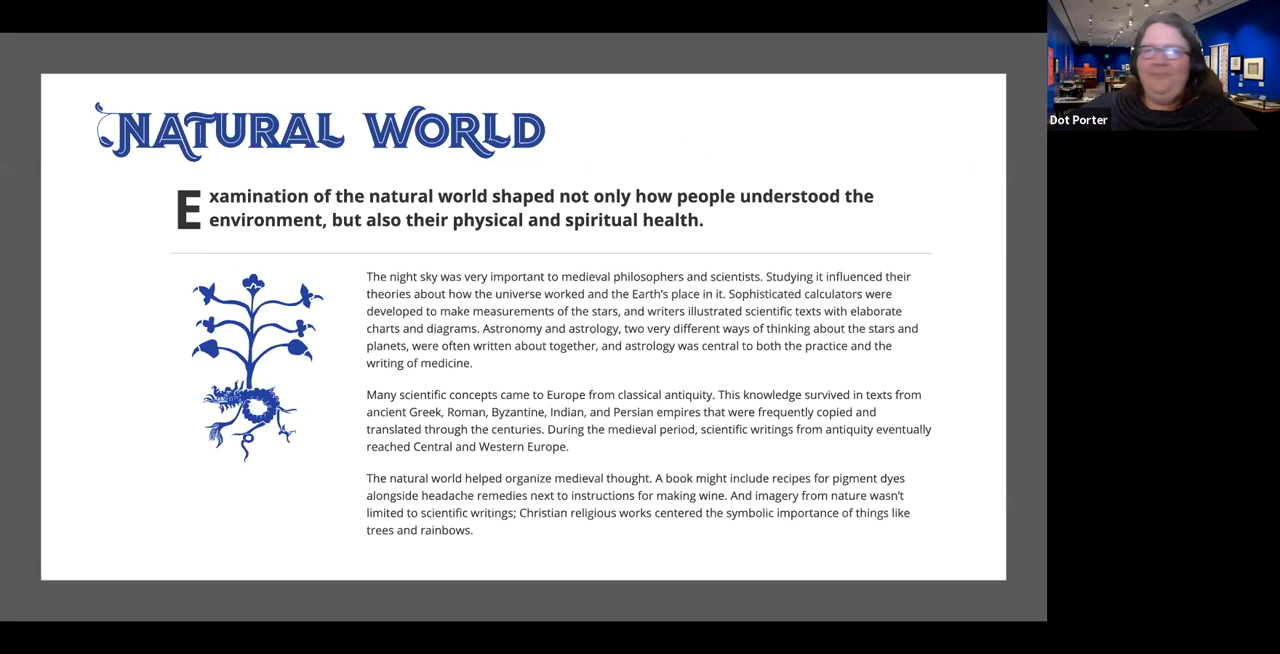 NATURAL WORLD
Examination of the natural world shaped not only how people understood the
environment, but also their physical and spiritual health.
The night sky was very important to medieval philosophers and scientists. Studying it influenced their
theories about how the universe worked and the Earth's place in it. Sophisticated calculators were
developed to make measurements of the stars, and writers illustrated scientific texts with elaborate
charts and diagrams. Astronomy and astrology, two very different ways of thinking about the stars and
planets, were often written about together, and astrology was central to both the practice and the
writing of medicine.
Many scientific concepts came to Europe from classical antiquity. This knowledge survived in texts from
ancient Greek, Roman, Byzantine, Indian, and Persian empires that were frequently copied and
translated through the centuries. During the medieval period, scientific writings from antiquity eventually
reached Central and Western Europe.
The natural world helped organize medieval thought. A book might include recipes for pigment dyes
alongside headache remedies next to instructions for making wine. And imagery from nature wasn't
limited to scientific writings; Christian religious works centered the symbolic importance of things like
trees and rainbows.
Dot Porter